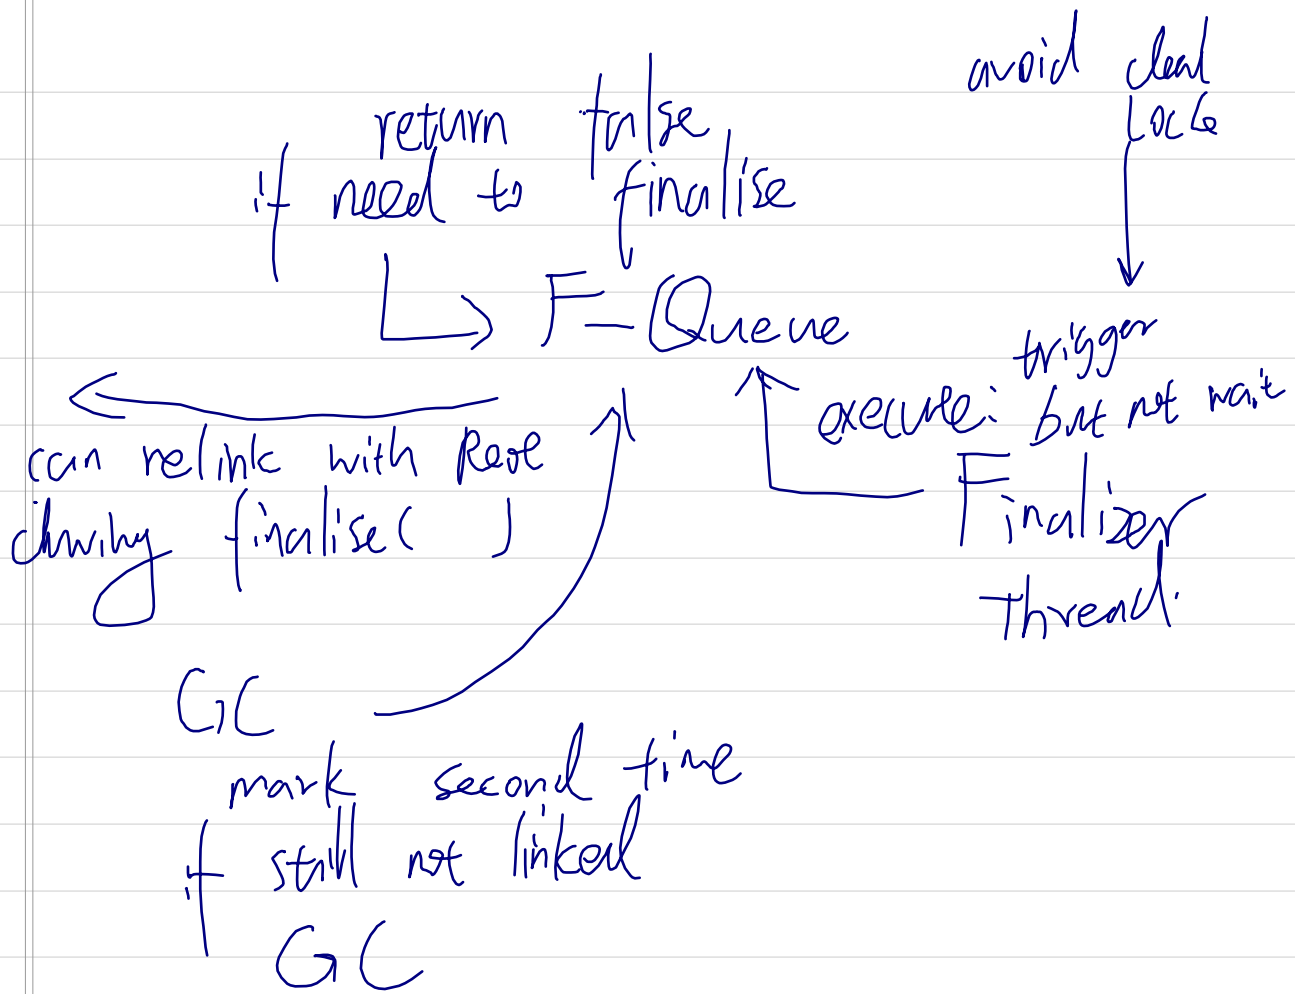 avoid dead
lock
return false
if need to finalise
F-Queue
trigger
execute: but not wait
can relink with Root
during finalise( )
Finalizer
Thread.
GC
mark second time
if still not linked
GC